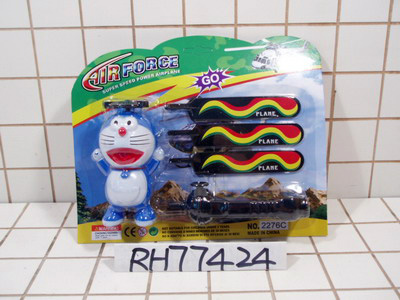 AIR FORCE
SUPER SPEED POWER AIRPLANE
GO
PLANE
PLANE
PLANE
NO. 2276C
MADE IN CHINA
RH77424